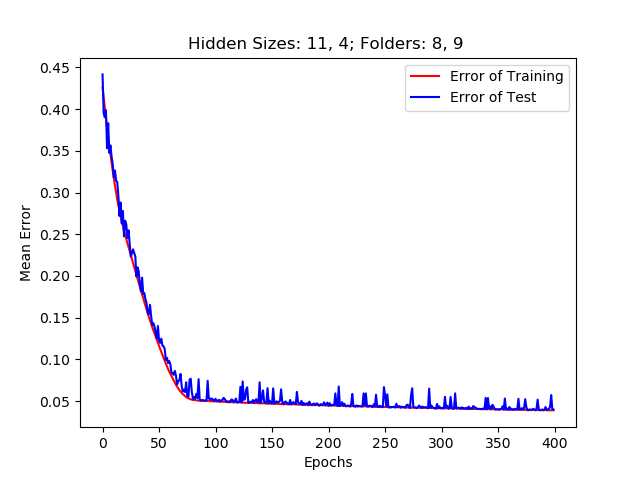 Hidden Sizes: 11, 4; Folders: 8, 9
Error of Training
Error of Test
Mean Error
0.45
0.40
0.35
0.30
0.25
0.20
0.15
0.10
0.05
0 50 100 150 200 250 300 350 400
Epochs